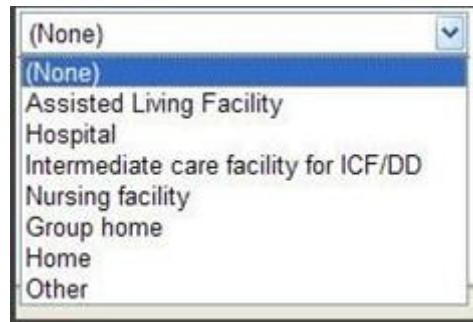 (None)
(None)
Assisted Living Facility
Hospital
Intermediate care facility for ICF/DD
Nursing facility
Group home
Home
Other